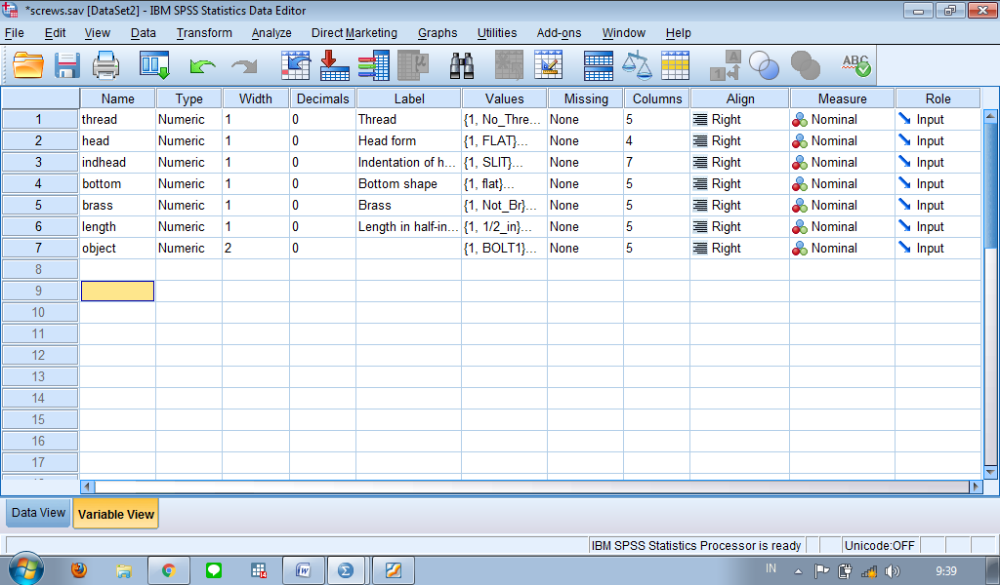 *screws.sav [DataSet2] - IBM SPSS Statistics Data Editor
File Edit View Data Transform Analyze Direct Marketing Graphs Utilities Add-ons Window Help
Name Type Width Decimals Label Values Missing Columns Align Measure Role
1 thread Numeric 1 0 Thread {1, No_Thre... None 5 Right Nominal Input
2 head Numeric 1 0 Head form {1, FLAT}... None 4 Right Nominal Input
3 indhead Numeric 1 0 Indentation of h... {1, SLIT}... None 7 Right Nominal Input
4 bottom Numeric 1 0 Bottom shape {1, flat}... None 5 Right Nominal Input
5 brass Numeric 1 0 Brass {1, Not_Br}... None 5 Right Nominal Input
6 length Numeric 1 0 Length in half-in... {1, 1/2_in}... None 5 Right Nominal Input
7 object Numeric 2 0 {1, BOLT1}... None 5 Right Nominal Input
8
9
10
11
12
13
14
15
16
17
Data View Variable View
IBM SPSS Statistics Processor is ready Unicode:OFF
IN 9:39